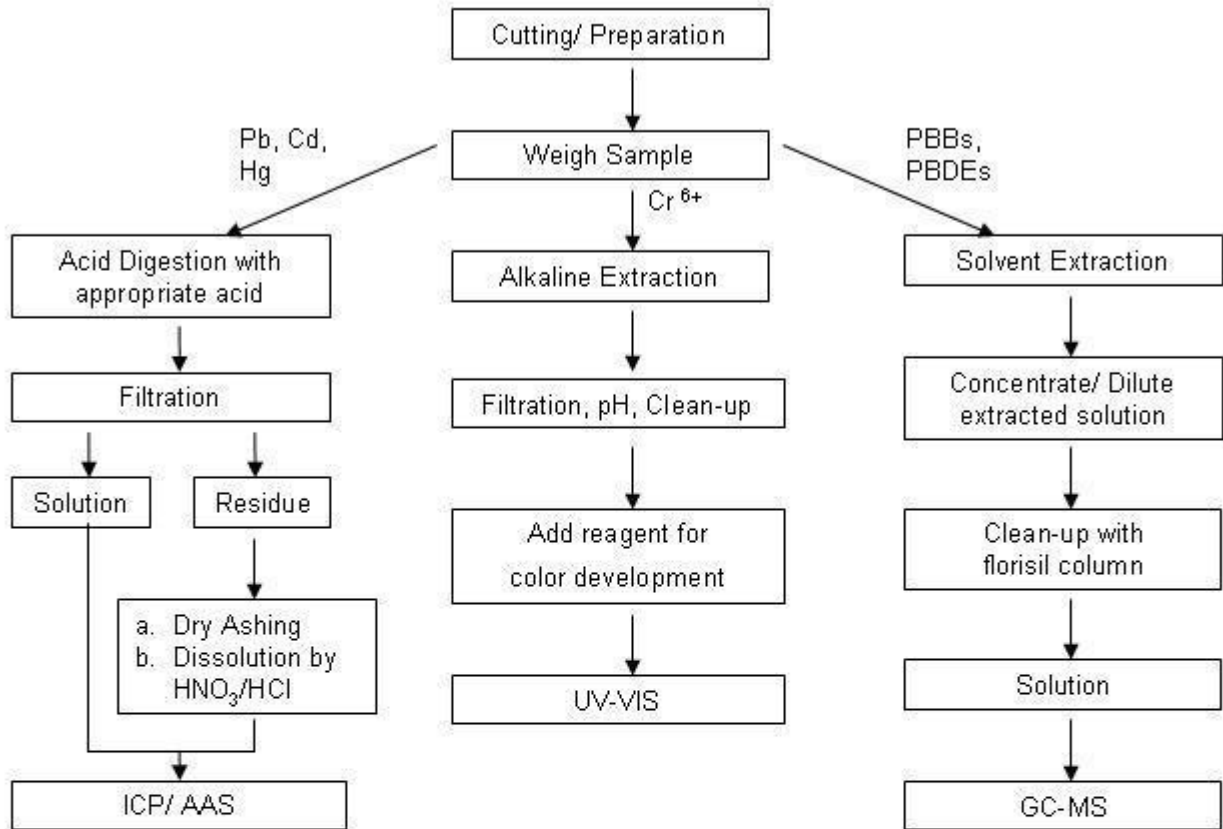 Cutting/ Preparation
Weigh Sample
Pb, Cd,
Hg
Cr 6+
PBBs,
PBDEs
Acid Digestion with
appropriate acid
Filtration
Solution
Residue
a. Dry Ashing
b. Dissolution by
HNO3/HCl
ICP/ AAS
Alkaline Extraction
Filtration, pH, Clean-up
Add reagent for
color development
UV-VIS
Solvent Extraction
Concentrate/ Dilute
extracted solution
Clean-up with
florisil column
Solution
GC-MS